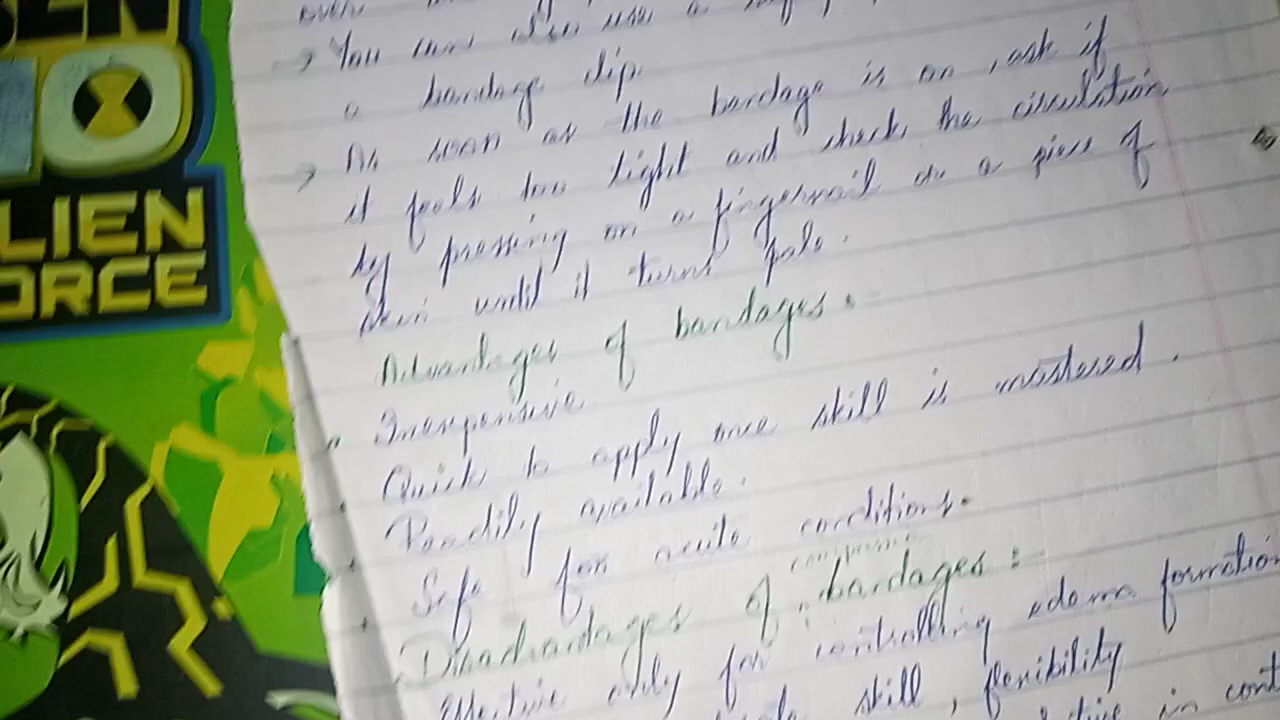 BEN
10
ALIEN
FORCE
over
→ You can also use a
a bandage clip.
→ As soon as the bandage is on, ask if
it feels too tight and check the circulation
by pressing on a fingernail or a piece of
skin until it turns pale.
Advantages of bandages:
Inexpensive
Quick to apply once skill is mastered.
Readily available.
Safe for acute conditions.
Disadvantages of bandages:
Effective only for controlling edema formation
skill, flexibility
in cont